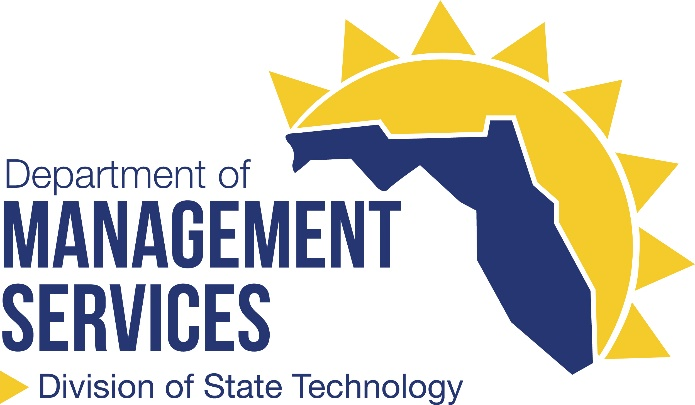 Department of
MANAGEMENT
SERVICES
Division of State Technology